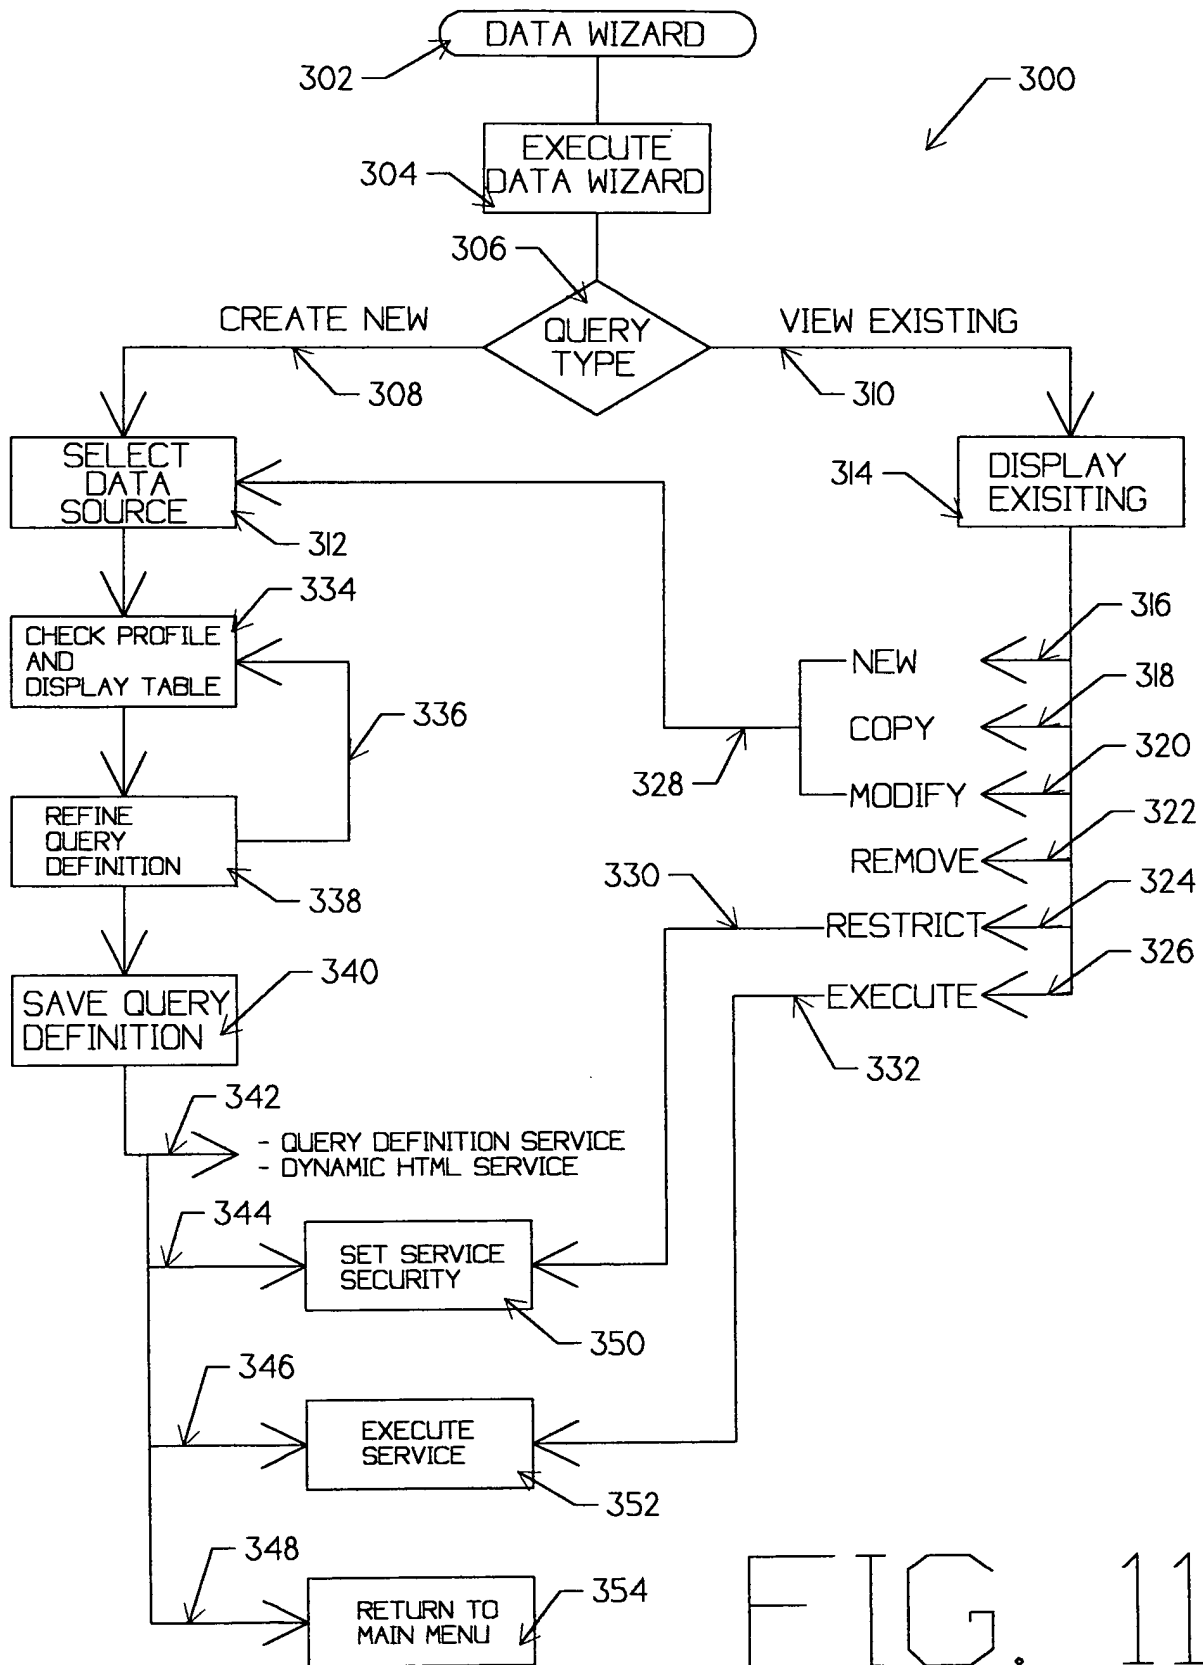 DATA WIZARD
302
300
EXECUTE
DATA WIZARD
304
306
CREATE NEW
QUERY
TYPE
VIEW EXISTING
308
310
SELECT
DATA
SOURCE
314
DISPLAY
EXISITING
312
334
316
CHECK PROFILE
AND
DISPLAY TABLE
NEW
318
336
COPY
320
328
MODIFY
REFINE
QUERY
DEFINITION
322
REMOVE
330
324
338
RESTRICT
326
340
SAVE QUERY
DEFINITION
EXECUTE
332
342
- QUERY DEFINITION SERVICE
- DYNAMIC HTML SERVICE
344
SET SERVICE
SECURITY
350
346
EXECUTE
SERVICE
352
348
354
RETURN TO
MAIN MENU
FIG. 11